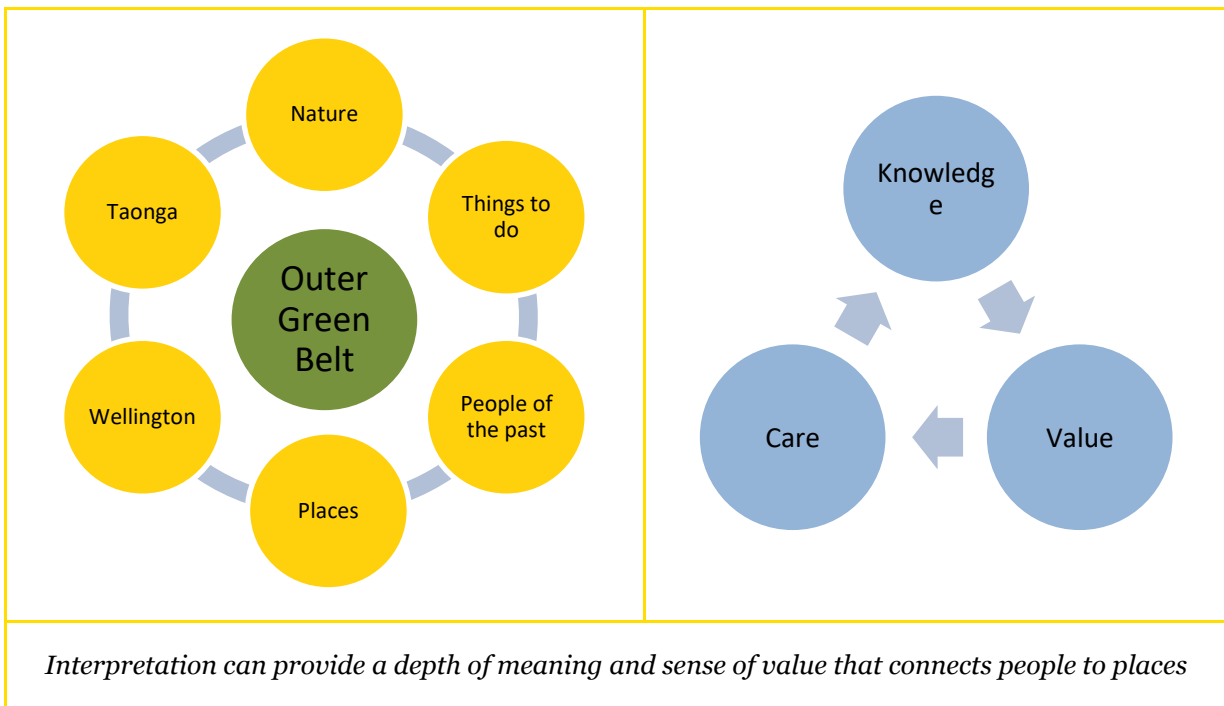 Nature
Things to
do
People of
the past
Places
Wellington
Taonga
Outer
Green
Belt
Knowledg
e
Value
Care
Interpretation can provide a depth of meaning and sense of value that connects people to places